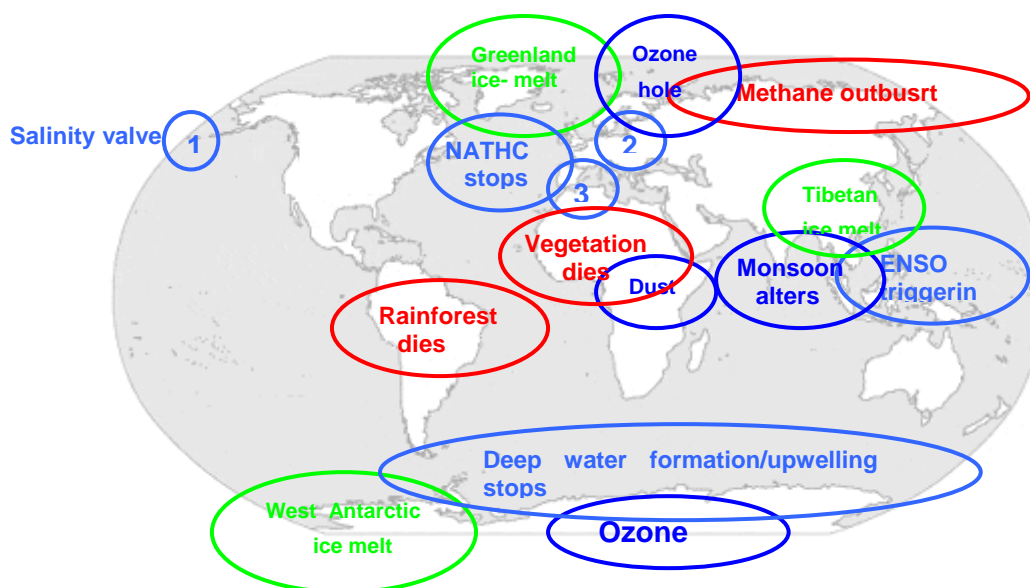 Greenland
ice- melt
Ozone
hole
Methane outbusrt
Salinity valve
1
2
NATHC
stops
3
Tibetan
ice melt
Vegetation
dies
Dust
Monsoon
alters
ENSO
triggerin
Rainforest
dies
Deep water formation/upwelling
stops
West Antarctic
ice melt
Ozone